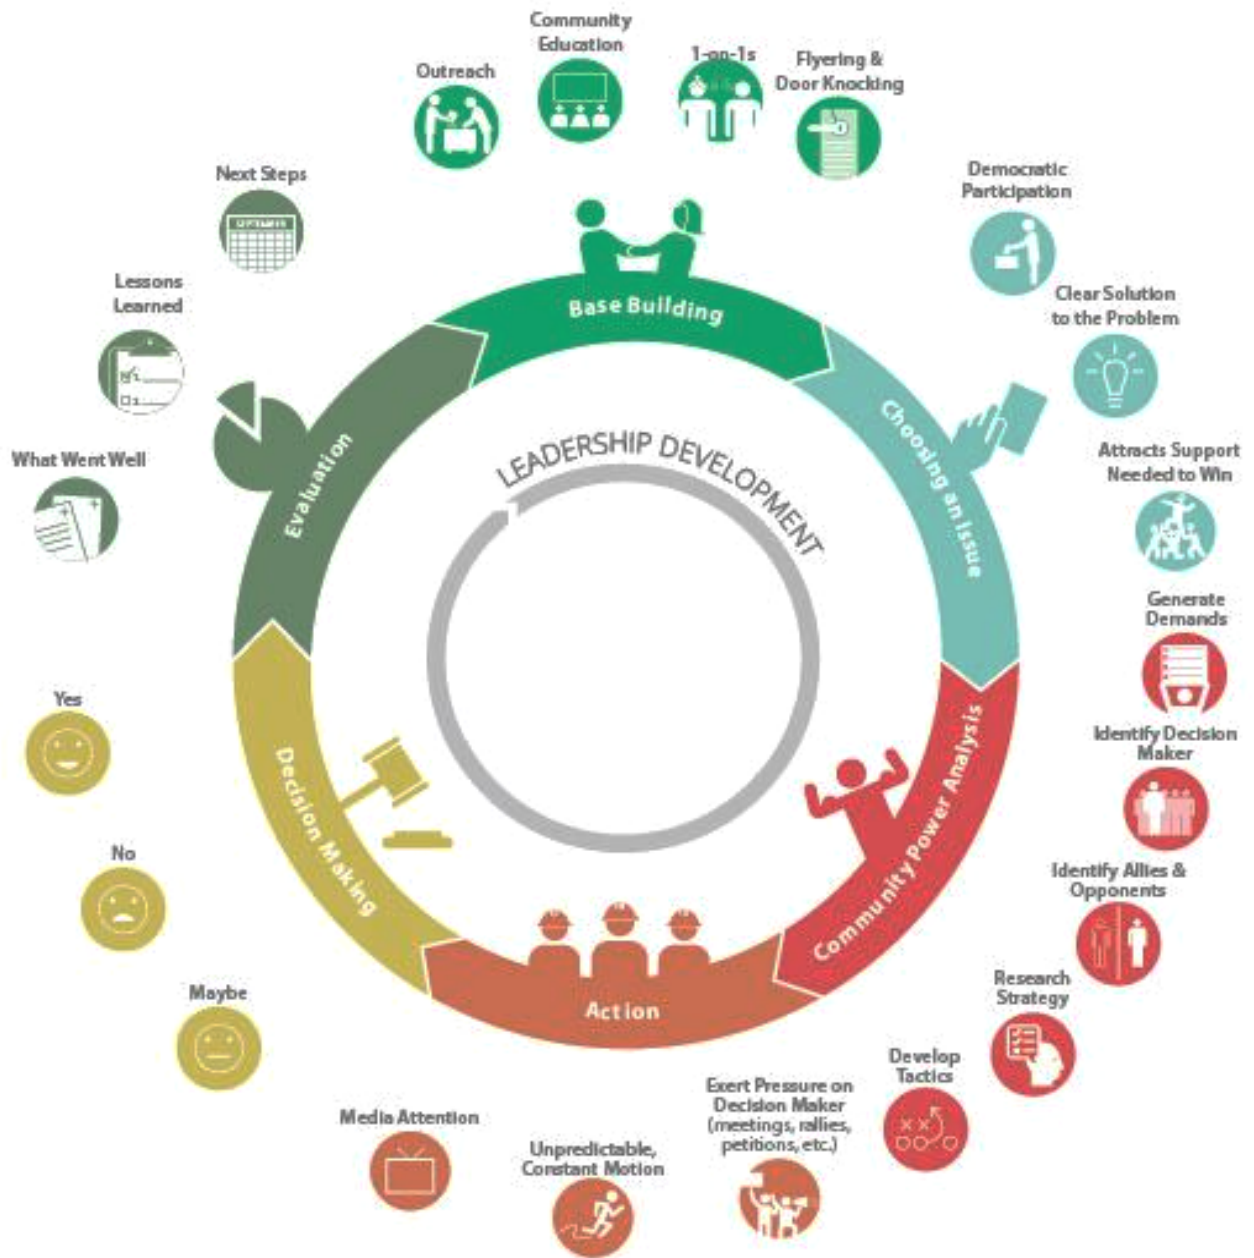 Community
Education
1-on-1s
Outreach
Flyering &
Door Knocking
Next Steps
SEPTEMBER
Democratic
Participation
Lessons
Learned
Clear Solution
to the Problem
Base Building
Choosing an Issue
Evaluation
LEADERSHIP DEVELOPMENT
What Went Well
Attracts Support
Needed to Win
Generate
Demands
Yes
Identify Decision
Maker
Decision Making
Community Power Analysis
No
Identify Allies &
Opponents
Maybe
Action
Research
Strategy
Develop
Tactics
Media Attention
Exert Pressure on
Decision Maker
(meetings, rallies,
petitions, etc.)
Unpredictable,
Constant Motion